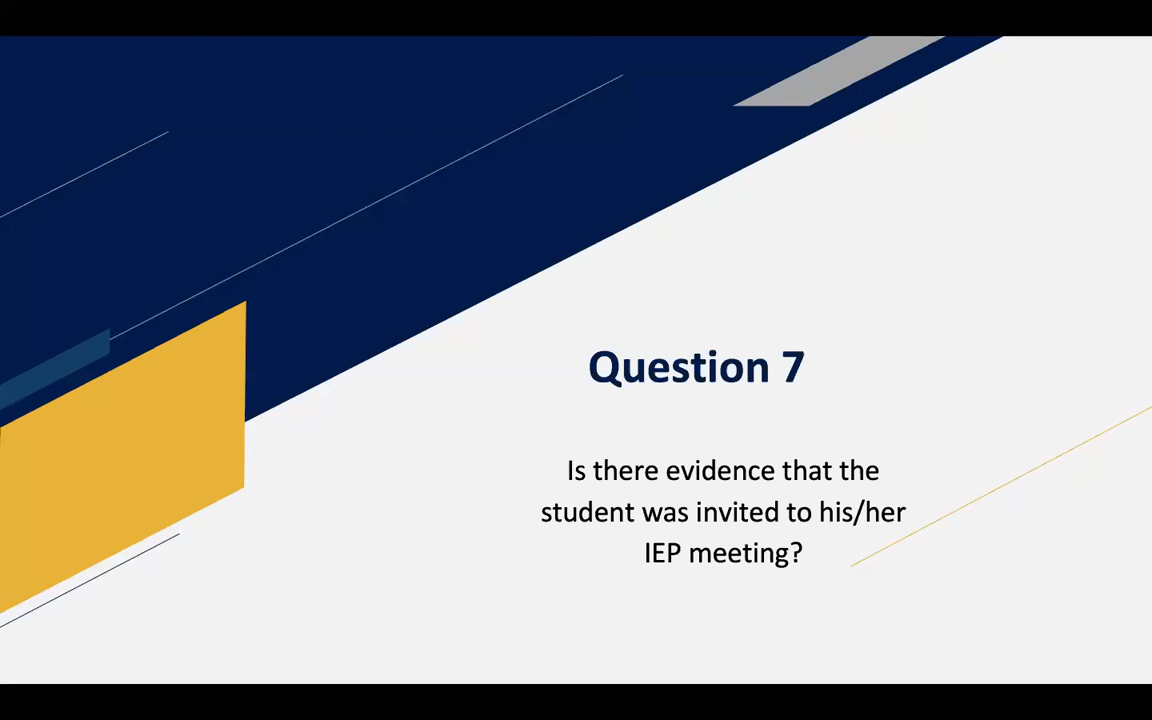 Question 7
Is there evidence that the
student was invited to his/her
IEP meeting?